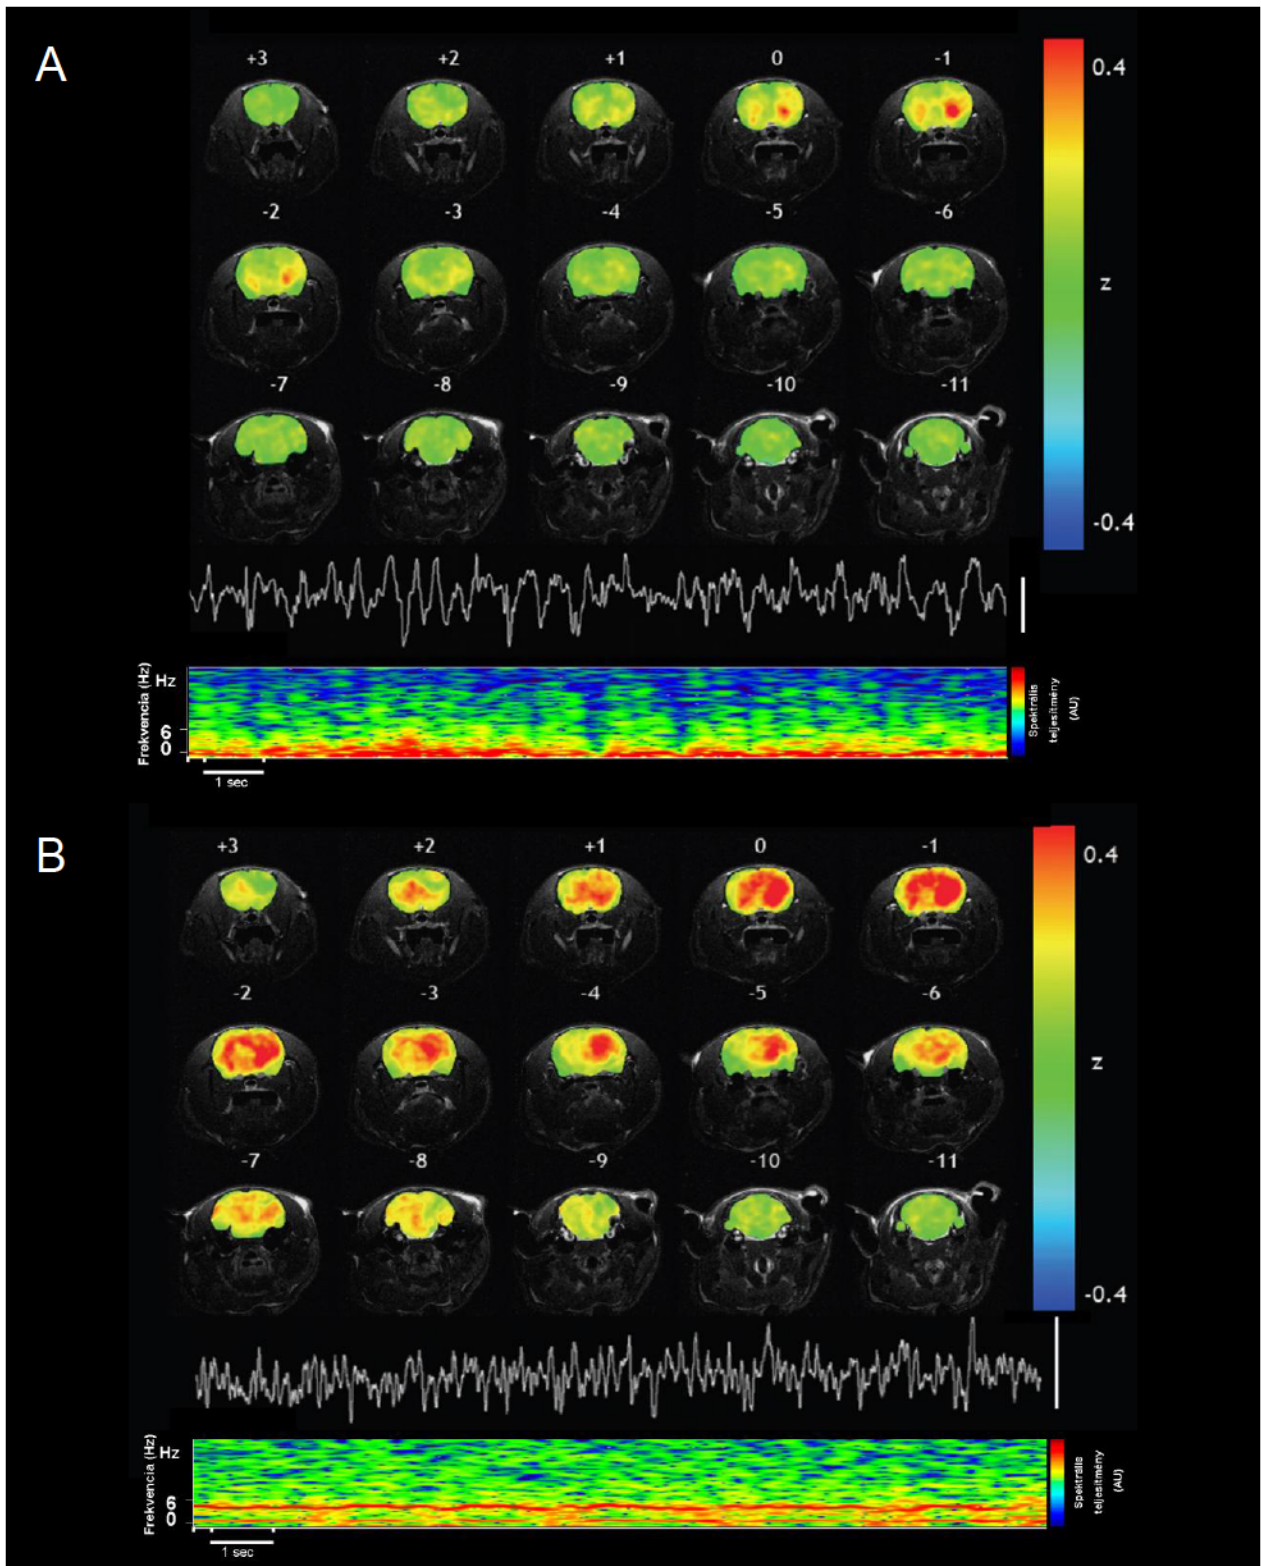 A
+3 +2 +1 0 -1
0.4
-2 -3 -4 -5 -6
z
-7 -8 -9 -10 -11
-0.4
Frekvencia (Hz)
Hz
6
0
Spektrális
teljesítmény
(AU)
1 sec
B
+3 +2 +1 0 -1
0.4
-2 -3 -4 -5 -6
z
-7 -8 -9 -10 -11
-0.4
Frekvencia (Hz)
Hz
6
0
Spektrális
teljesítmény
(AU)
1 sec